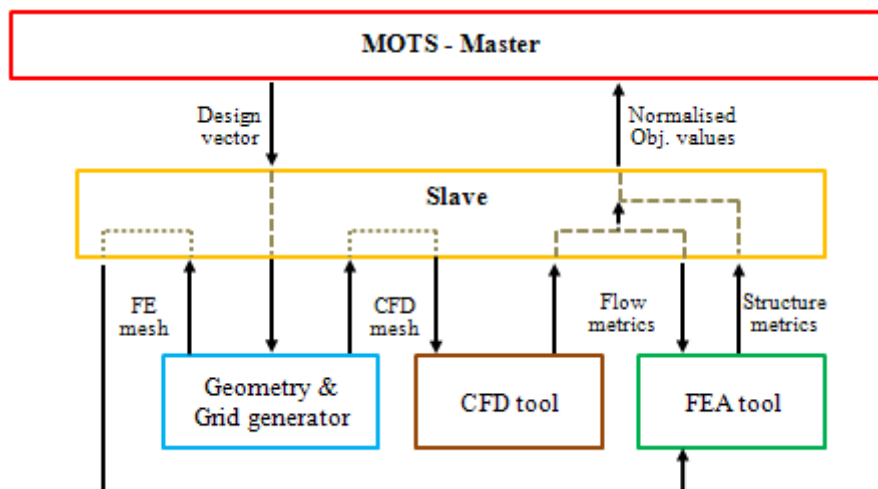 MOTS - Master
Design
vector
Normalised
Obj. values
Slave
FE
mesh
CFD
mesh
Flow
metrics
Structure
metrics
Geometry &
Grid generator
CFD tool
FEA tool